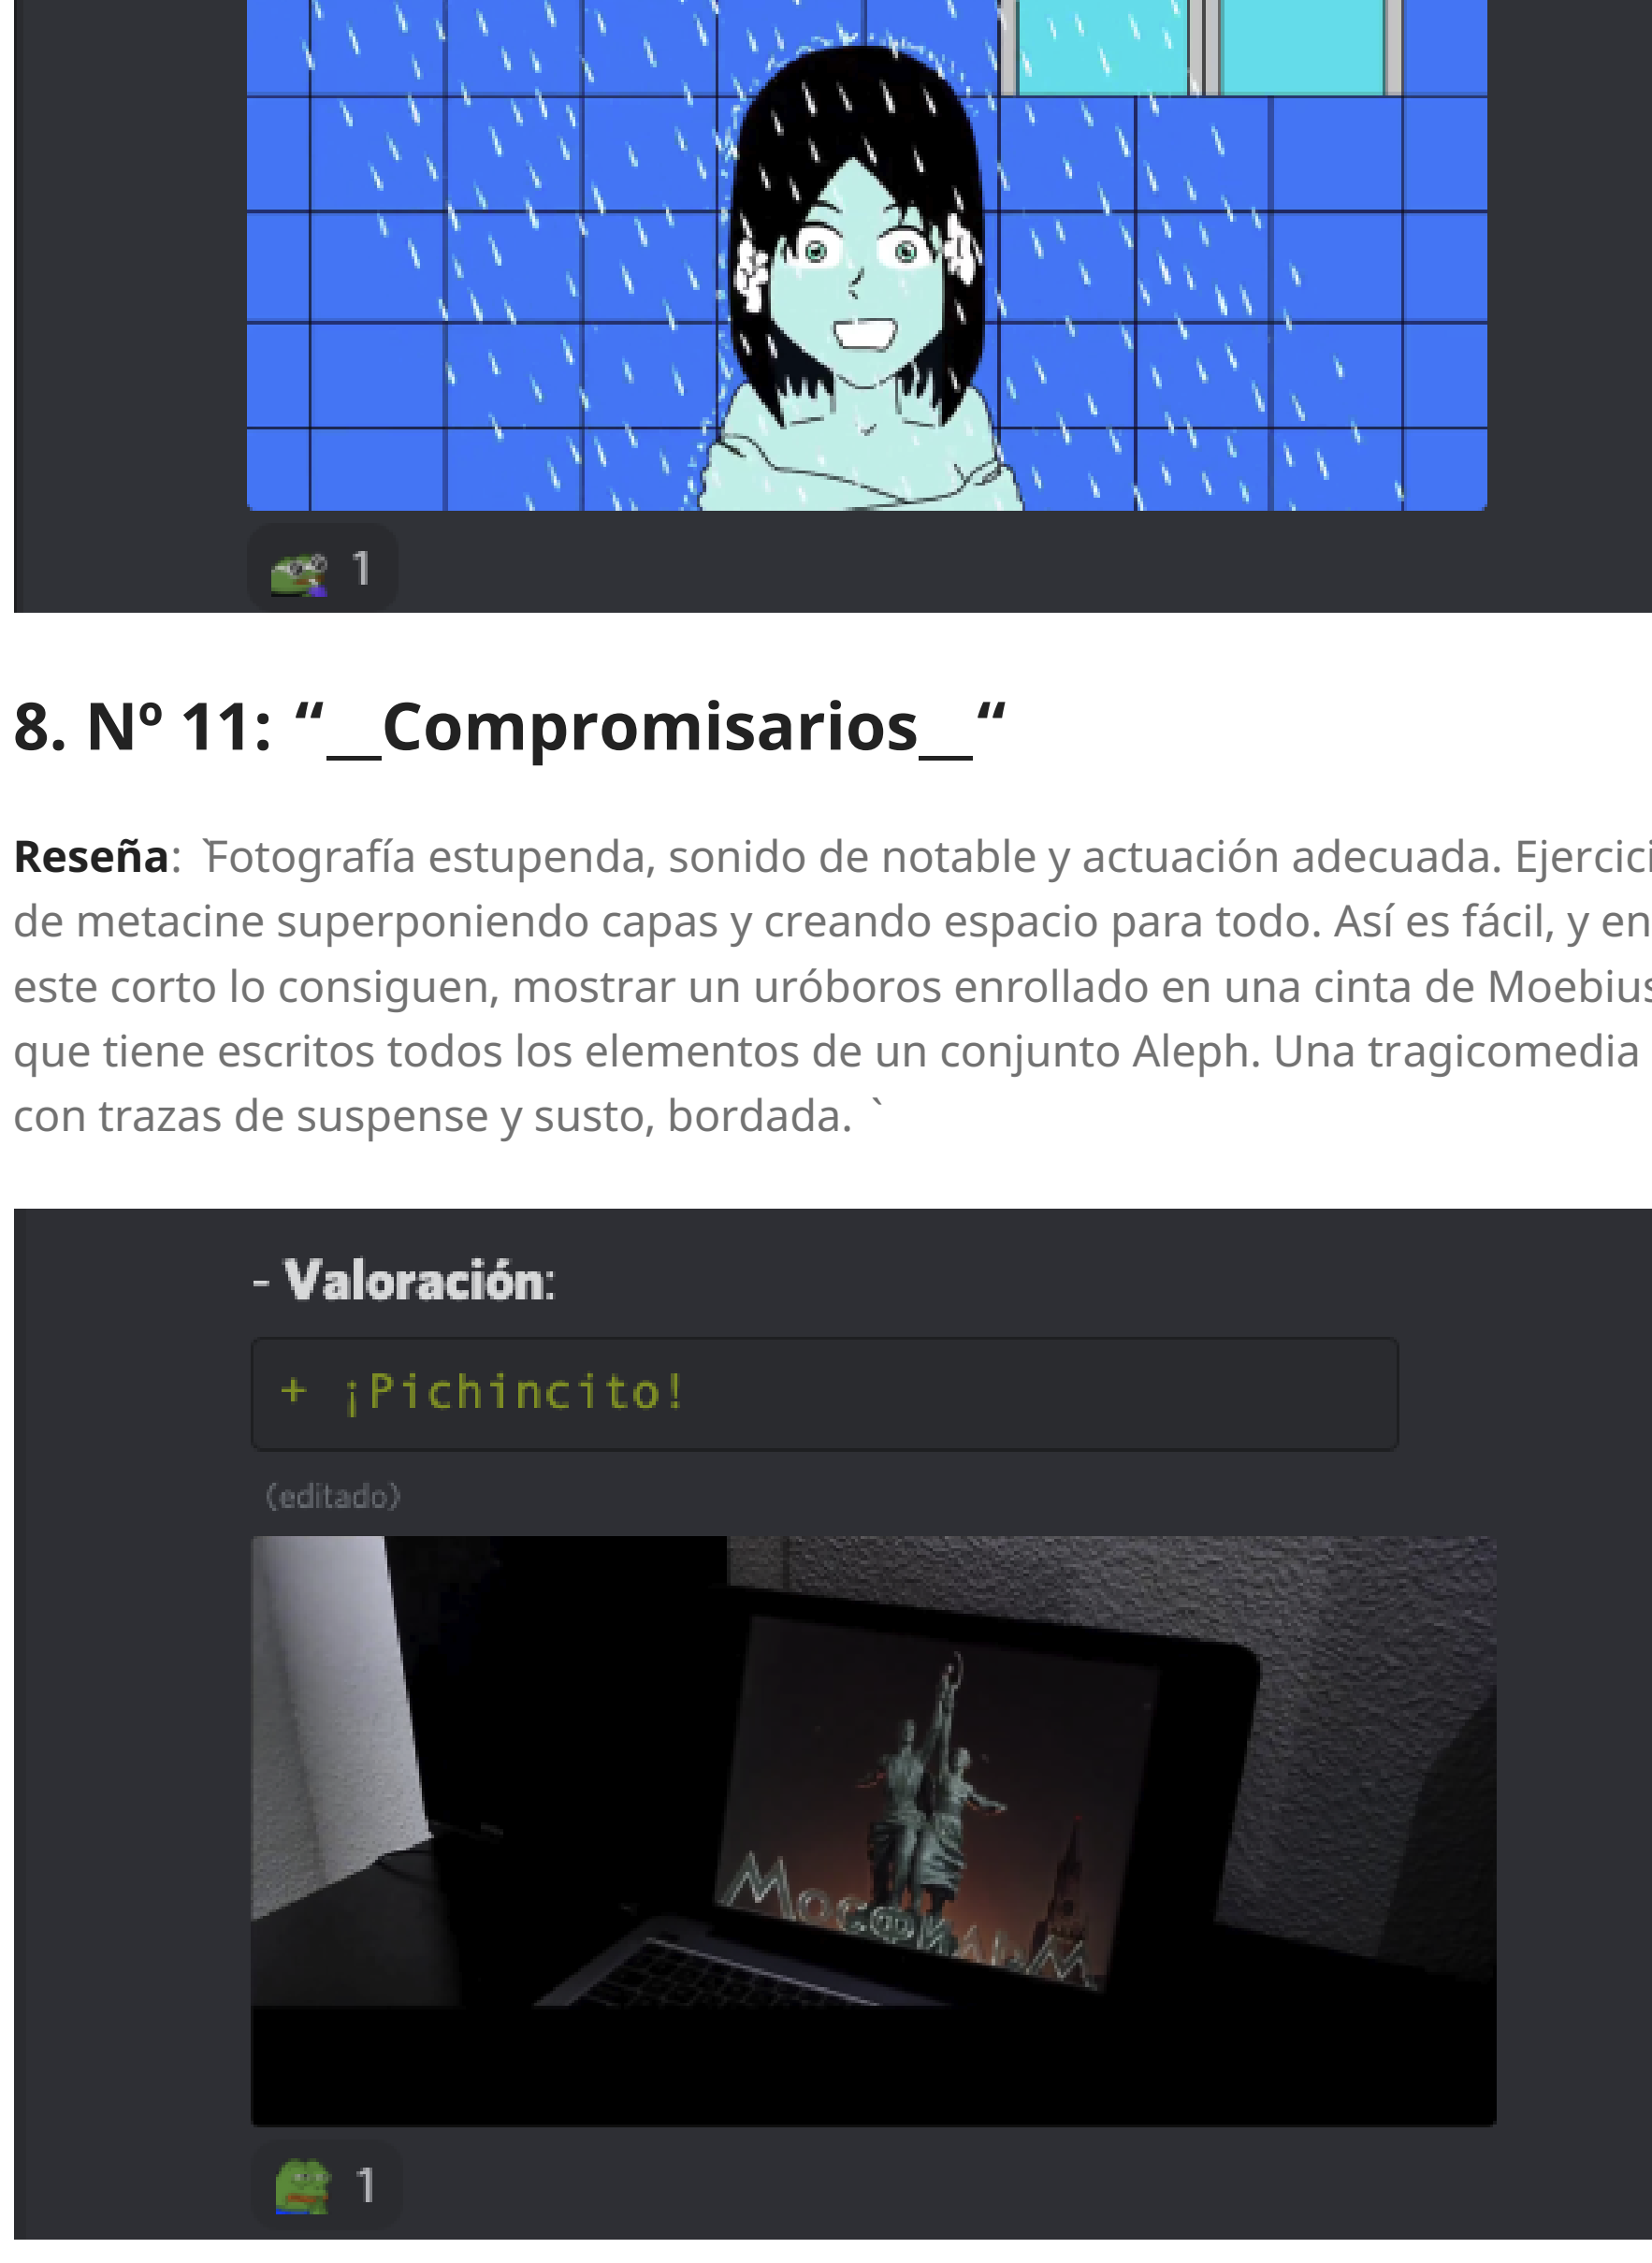 1
8. Nº 11: “__Compromisarios__“
Reseña: `Fotografía estupenda, sonido de notable y actuación adecuada. Ejercici
de metacine superponiendo capas y creando espacio para todo. Así es fácil, y en
este corto lo consiguen, mostrar un uróboros enrollado en una cinta de Moebius
que tiene escritos todos los elementos de un conjunto Aleph. Una tragicomedia
con trazas de suspense y susto, bordada. `
- Valoración:
+ ¡Pichincito!
(editado)
МОСФИЛЬМ
1